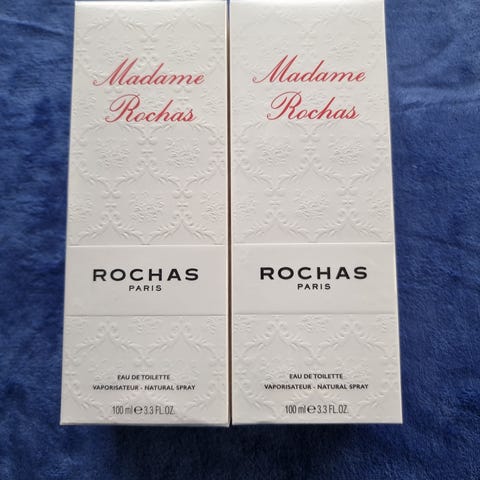 Madame
Rochas
ROCHAS
PARIS
EAU DE TOILETTE
VAPORISATEUR - NATURAL SPRAY
100 ml ℮ 3.3 FL.OZ.
Madame
Rochas
ROCHAS
PARIS
EAU DE TOILETTE
VAPORISATEUR - NATURAL SPRAY
100 ml ℮ 3.3 FL.OZ.